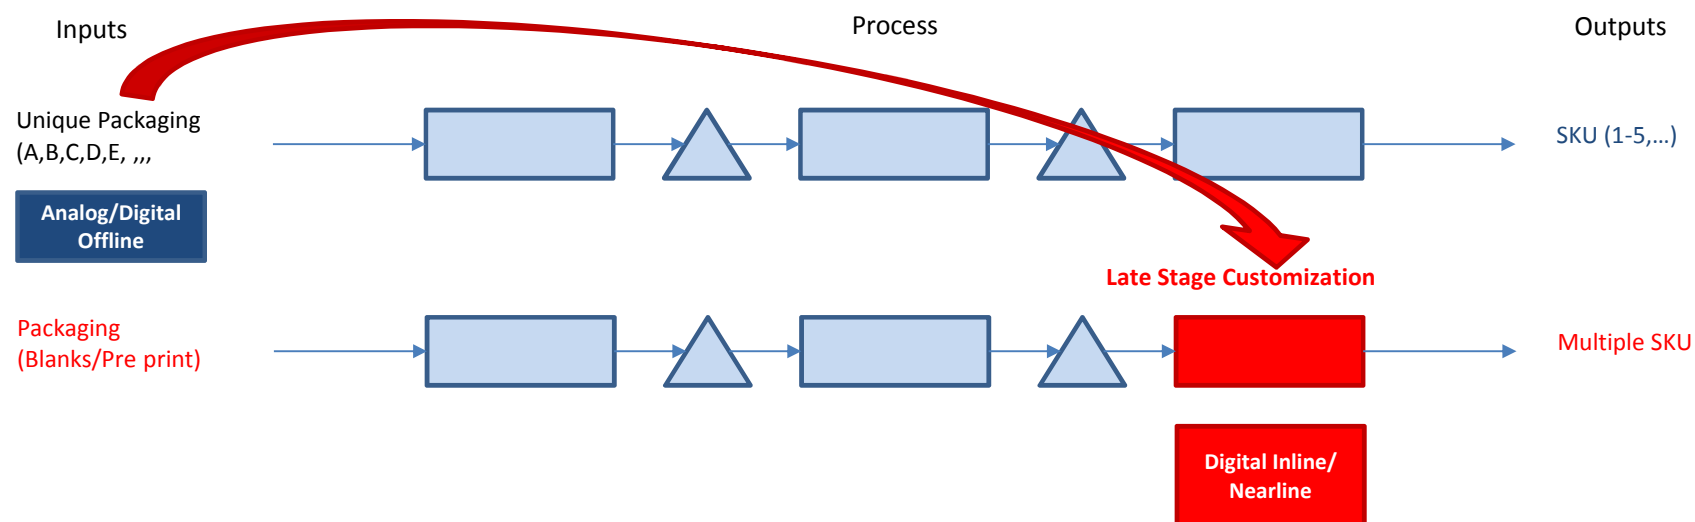 Inputs
Process
Outputs
Unique Packaging
(A,B,C,D,E, ,,,
SKU (1-5,...)
Analog/Digital
Offline
Late Stage Customization
Packaging
(Blanks/Pre print)
Multiple SKU
Digital Inline/
Nearline